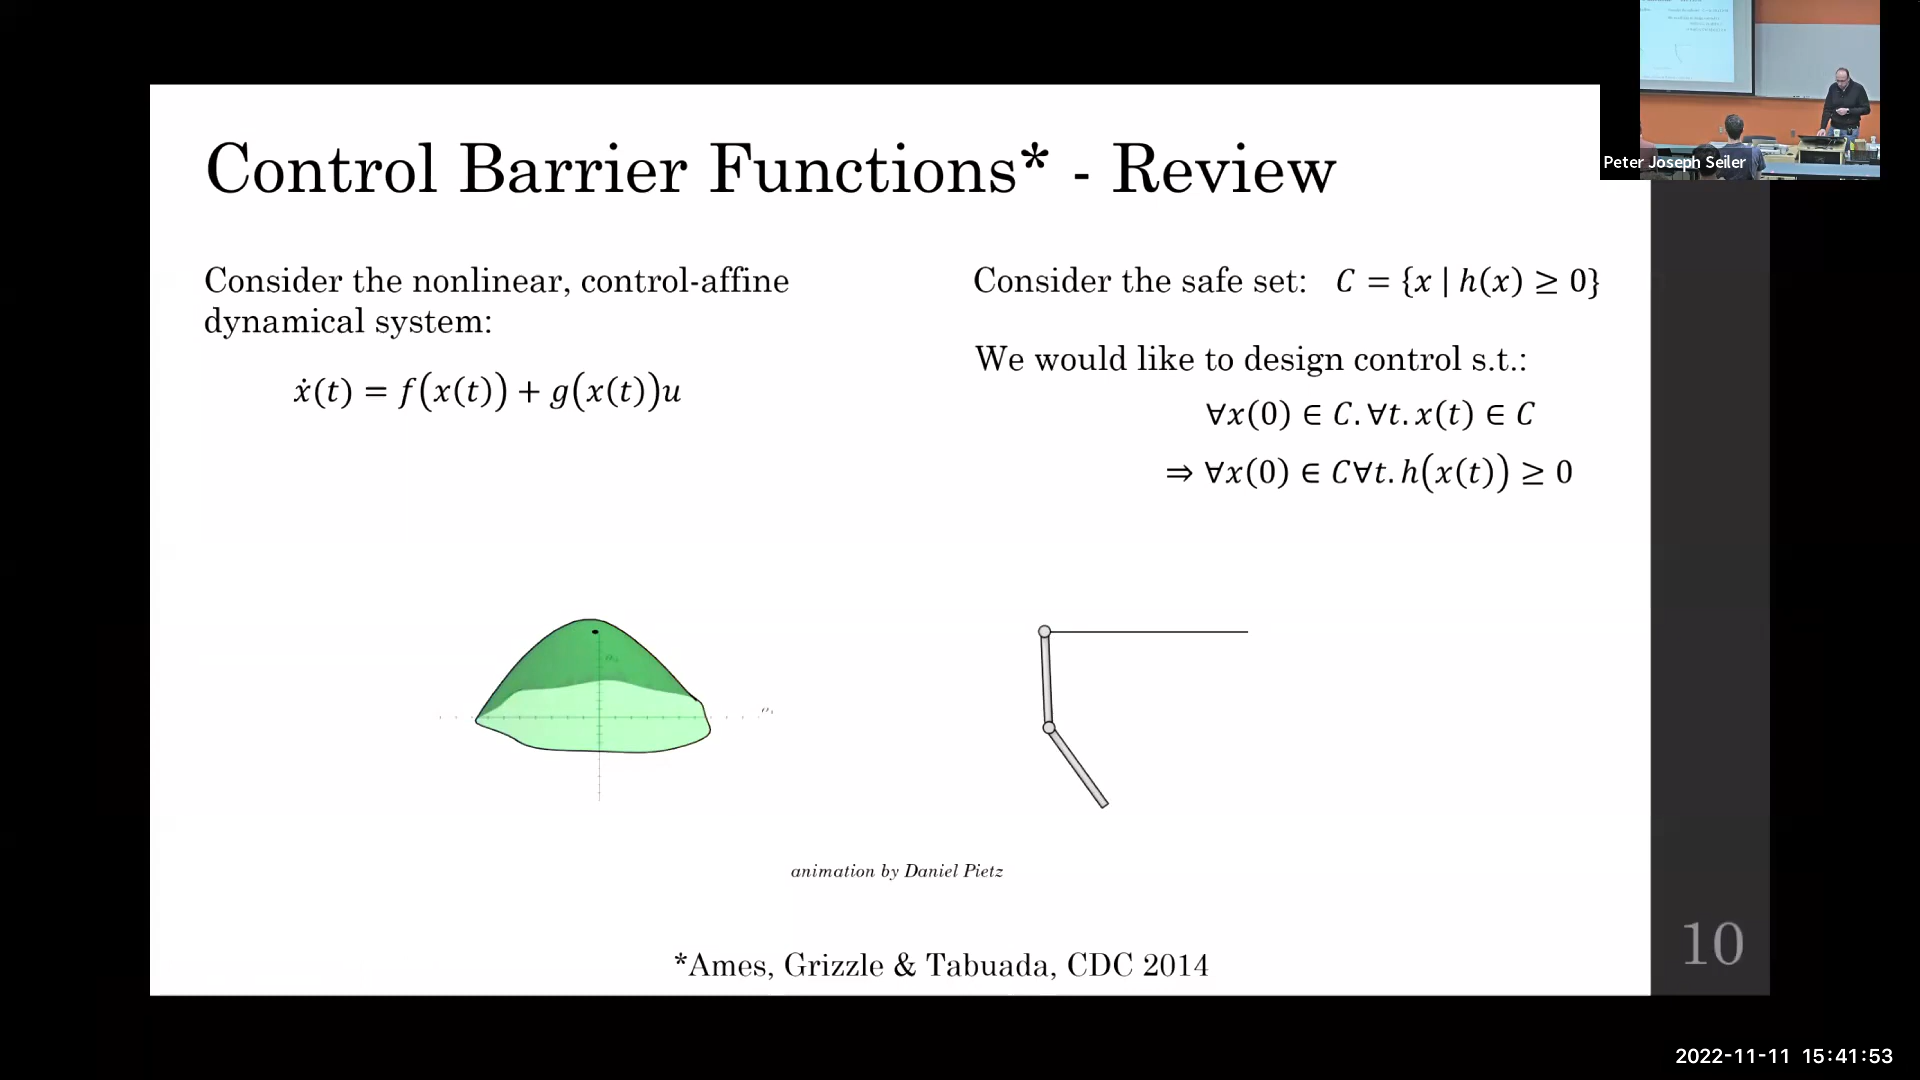 Control Barrier Functions* - Review
Consider the nonlinear, control-affine
dynamical system:
ẋ(t) = f(x(t)) + g(x(t))u
Consider the safe set: C = {x | h(x) ≥ 0}
We would like to design control s.t.:
∀x(0) ∈ C. ∀t. x(t) ∈ C
⇒ ∀x(0) ∈ C∀t. h(x(t)) ≥ 0
animation by Daniel Pietz
*Ames, Grizzle & Tabuada, CDC 2014
10
Peter Joseph Seiler
2022-11-11 15:41:53